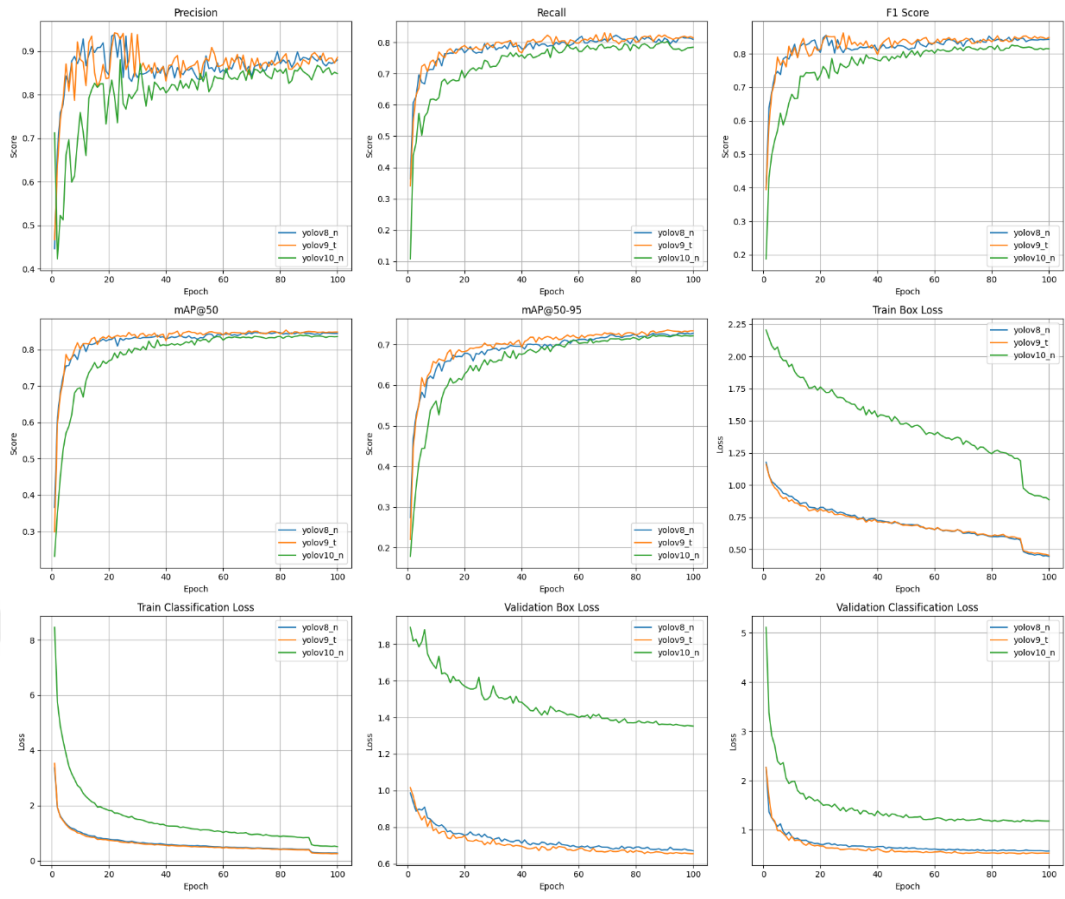 Precision
Score
0.9
0.8
0.7
0.6
0.5
0.4
0
20
40
60
80
100
Epoch
yolov8_n
yolov9_t
yolov10_n
Recall
Score
0.8
0.7
0.6
0.5
0.4
0.3
0.2
0.1
0
20
40
60
80
100
Epoch
yolov8_n
yolov9_t
yolov10_n
F1 Score
Score
0.8
0.7
0.6
0.5
0.4
0.3
0.2
0
20
40
60
80
100
Epoch
yolov8_n
yolov9_t
yolov10_n
mAP@50
Score
0.8
0.7
0.6
0.5
0.4
0.3
0
20
40
60
80
100
Epoch
yolov8_n
yolov9_t
yolov10_n
mAP@50-95
Score
0.7
0.6
0.5
0.4
0.3
0.2
0
20
40
60
80
100
Epoch
yolov8_n
yolov9_t
yolov10_n
Train Box Loss
Loss
2.25
2.00
1.75
1.50
1.25
1.00
0.75
0.50
0
20
40
60
80
100
Epoch
yolov8_n
yolov9_t
yolov10_n
Train Classification Loss
Loss
8
6
4
2
0
0
20
40
60
80
100
Epoch
yolov8_n
yolov9_t
yolov10_n
Validation Box Loss
Loss
1.8
1.6
1.4
1.2
1.0
0.8
0.6
0
20
40
60
80
100
Epoch
yolov8_n
yolov9_t
yolov10_n
Validation Classification Loss
Loss
5
4
3
2
1
0
20
40
60
80
100
Epoch
yolov8_n
yolov9_t
yolov10_n